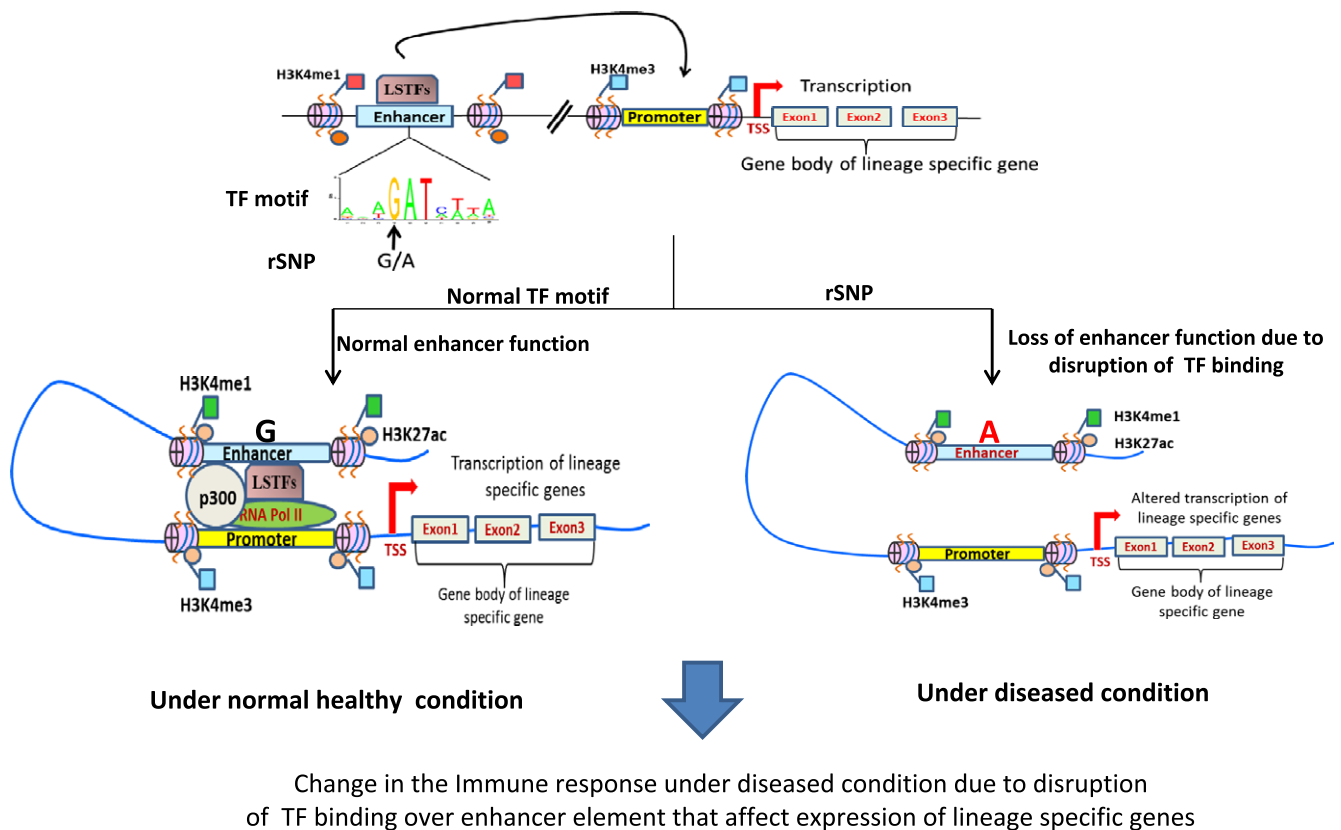 H3K4me1
LSTFs
Enhancer
H3K4me3
Promoter
TSS
Transcription
Exon1 Exon2 Exon3
Gene body of lineage specific gene
TF motif
GAT
rSNP
G/A
Normal TF motif
rSNP
Normal enhancer function
Loss of enhancer function due to
disruption of TF binding
H3K4me1
G
Enhancer
H3K27ac
p300
LSTFs
RNA Pol II
Promoter
H3K4me3
TSS
Transcription of lineage
specific genes
Exon1 Exon2 Exon3
Gene body of lineage
specific gene
H3K4me1
A
Enhancer
H3K27ac
Promoter
H3K4me3
TSS
Altered transcription of
lineage specific genes
Exon1 Exon2 Exon3
Gene body of lineage
specific gene
Under normal healthy condition
Under diseased condition
Change in the Immune response under diseased condition due to disruption
of TF binding over enhancer element that affect expression of lineage specific genes